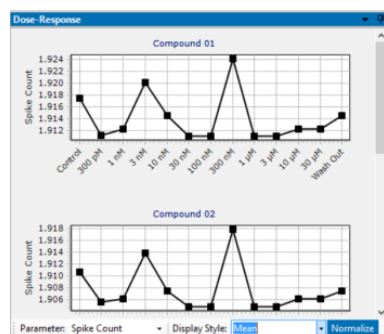 Dose-Response
Compound 01
Spike Count
1.924
1.922
1.920
1.918
1.916
1.914
1.912
Control
300 pM
1 nM
3 nM
10 nM
30 nM
100 nM
300 nM
1 µM
3 µM
10 µM
30 µM
Wash Out
Compound 02
Spike Count
1.918
1.916
1.914
1.912
1.910
1.908
1.906
Parameter: Spike Count Display Style: Mean Normalize